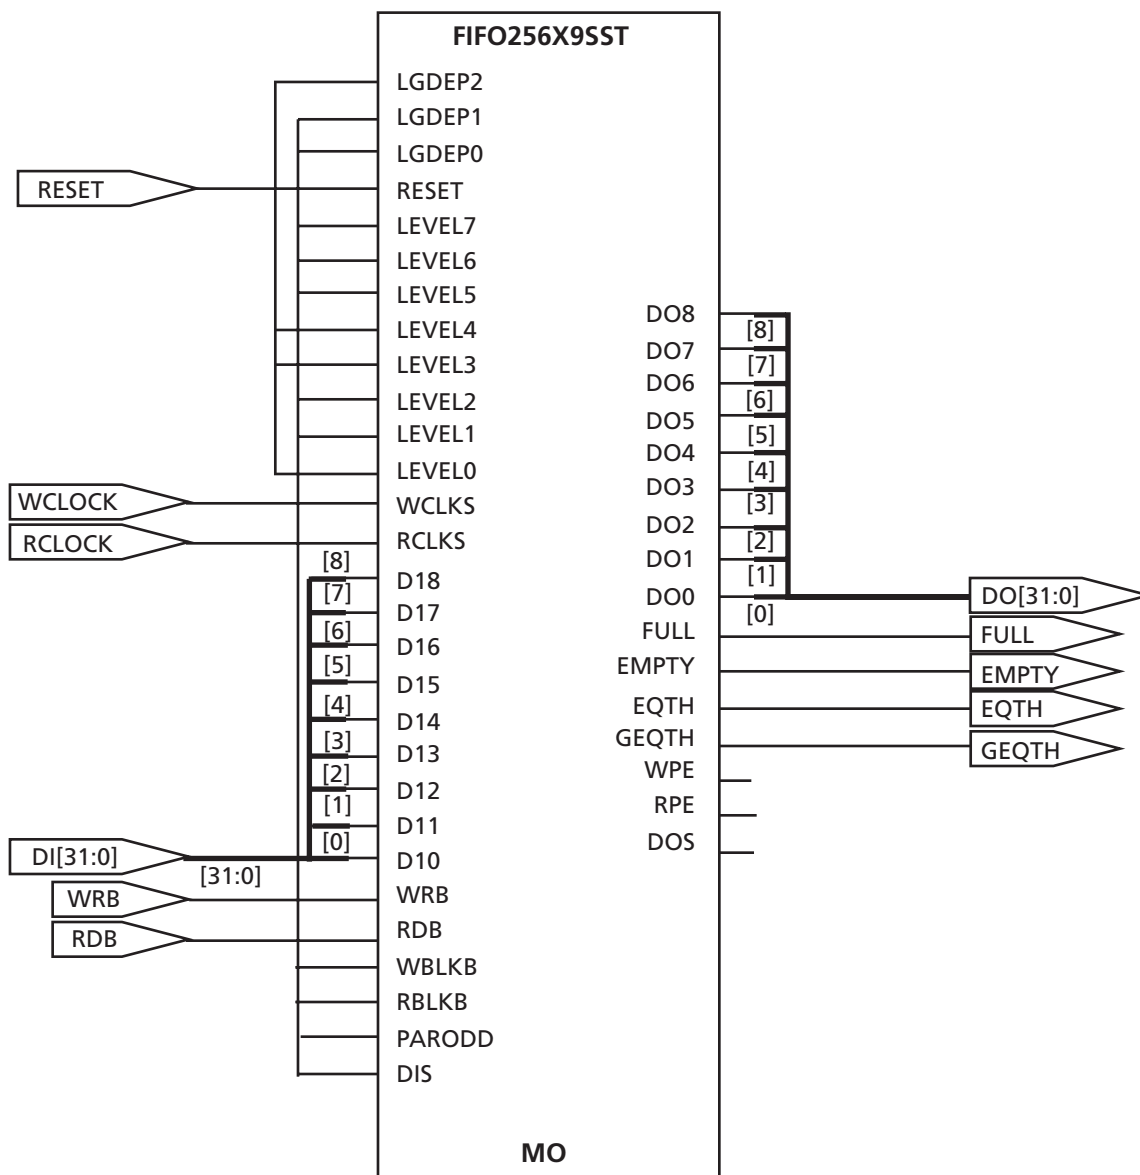 FIFO256X9SST
LGDEP2
LGDEP1
LGDEP0
RESET
RESET
LEVEL7
LEVEL6
LEVEL5
LEVEL4
LEVEL3
LEVEL2
LEVEL1
LEVEL0
WCLOCK
WCLKS
RCLOCK
RCLKS
[8]
D18
[7]
D17
[6]
D16
[5]
D15
[4]
D14
[3]
D13
[2]
D12
[1]
D11
[0]
D10
DI[31:0]
[31:0]
WRB
WRB
RDB
RDB
WBLKB
RBLKB
PARODD
DIS
DO8
[8]
DO7
[7]
DO6
[6]
DO5
[5]
DO4
[4]
DO3
[3]
DO2
[2]
DO1
[1]
DO0
[0]
DO[31:0]
FULL
FULL
EMPTY
EMPTY
EQTH
EQTH
GEQTH
GEQTH
WPE
RPE
DOS
MO